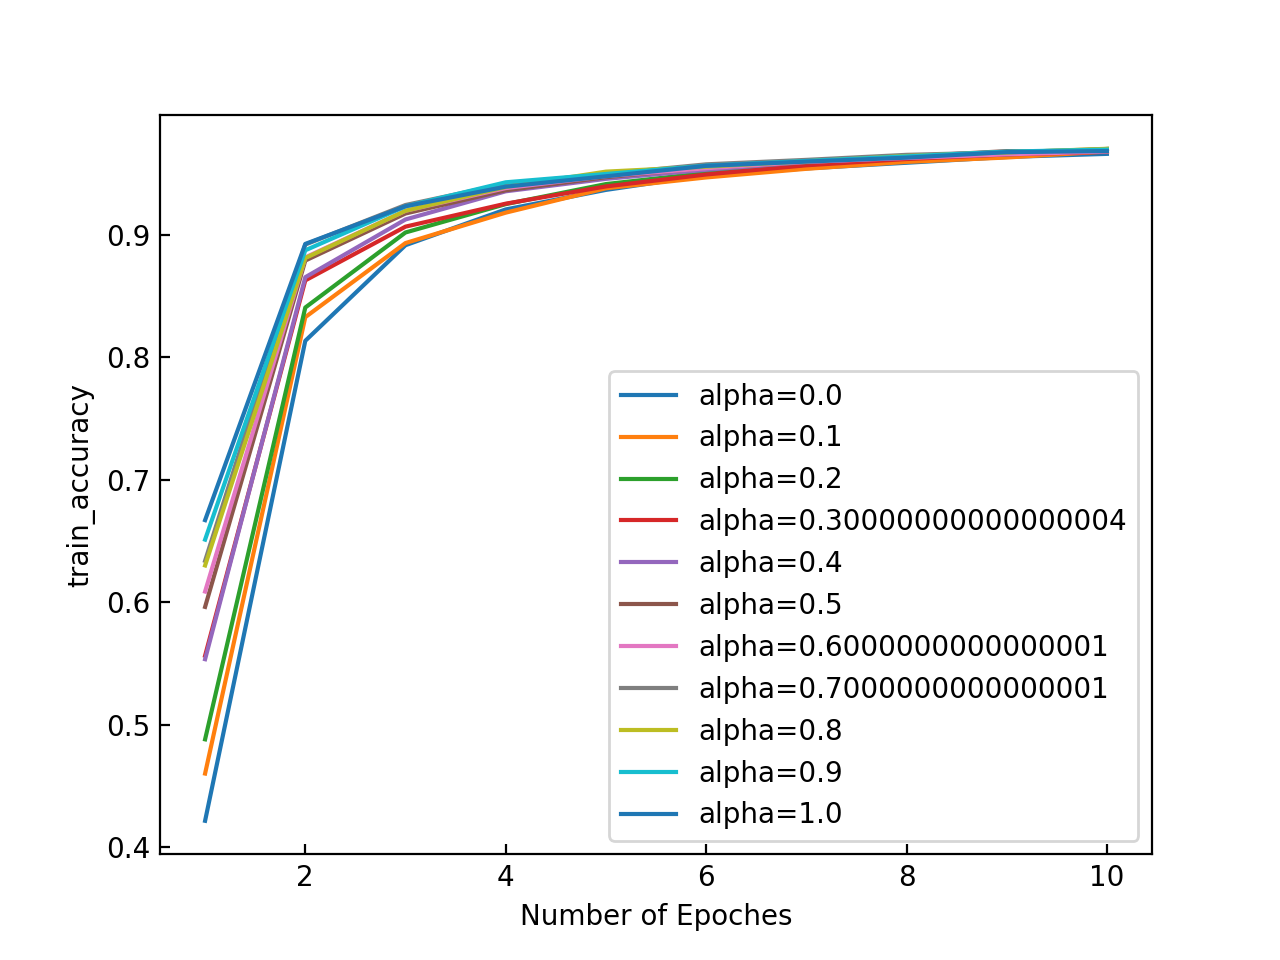 train_accuracy
0.9
0.8
0.7
0.6
0.5
0.4
alpha=0.0
alpha=0.1
alpha=0.2
alpha=0.30000000000000004
alpha=0.4
alpha=0.5
alpha=0.6000000000000001
alpha=0.7000000000000001
alpha=0.8
alpha=0.9
alpha=1.0
2 4 6 8 10
Number of Epoches